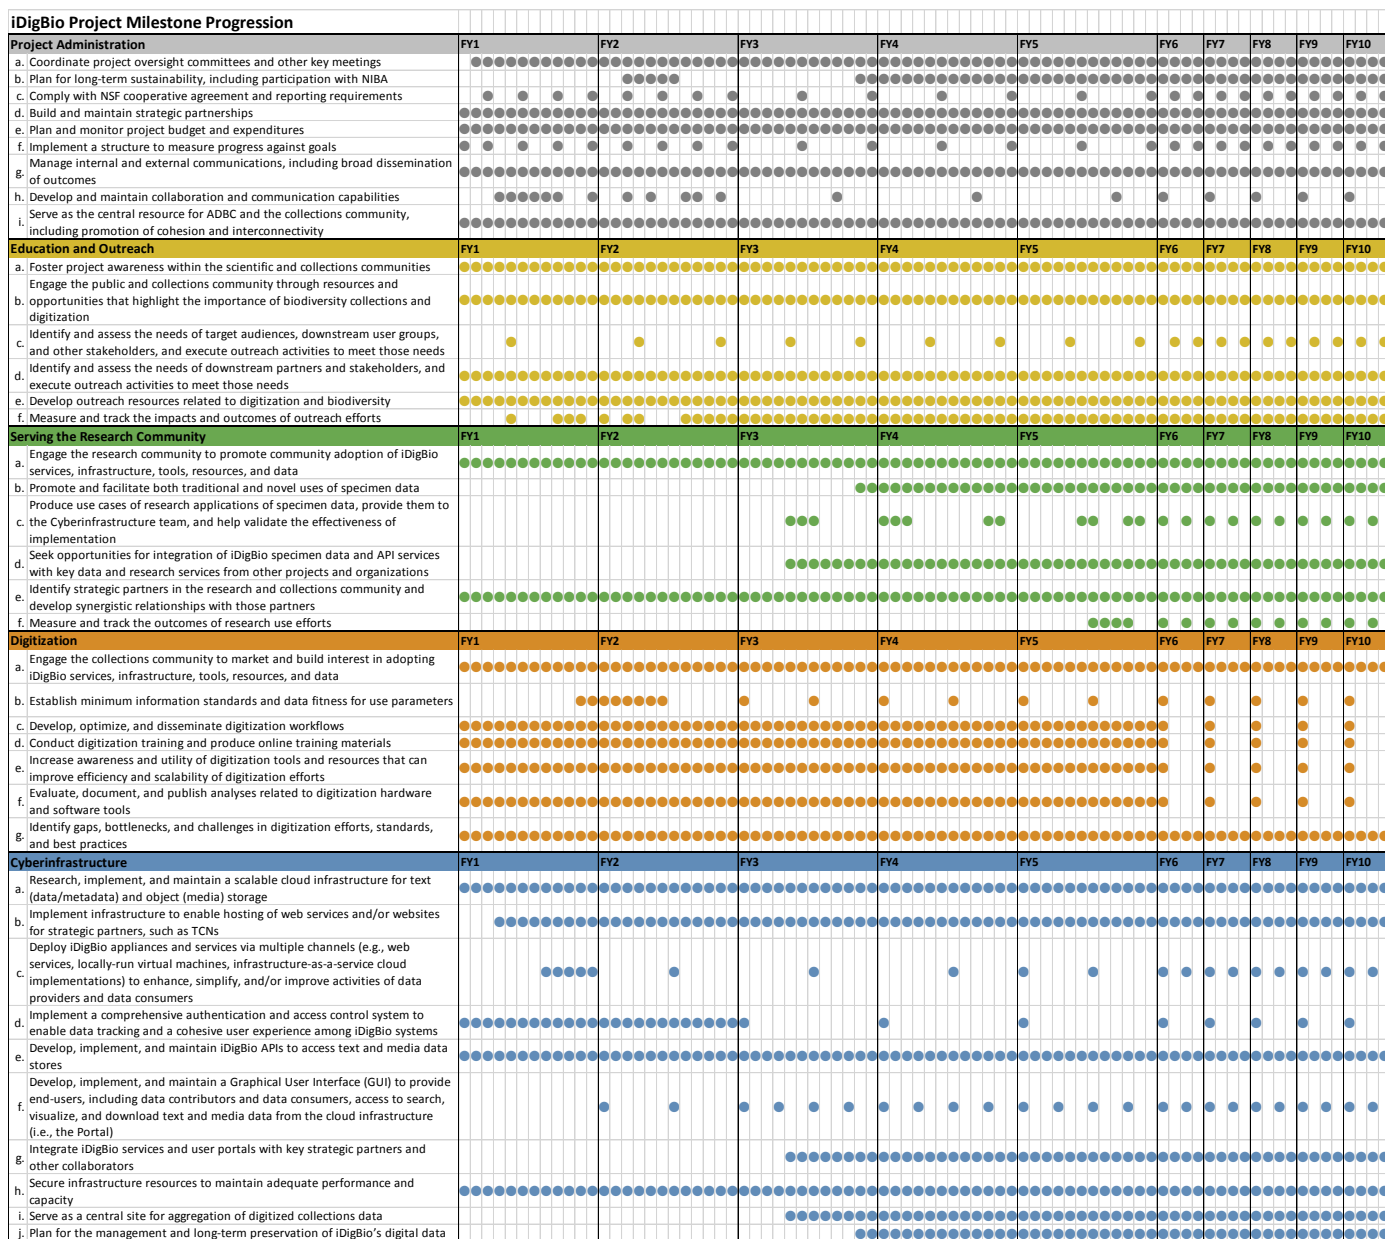 iDigBio Project Milestone Progression
Project Administration FY1 FY2 FY3 FY4 FY5 FY6 FY7 FY8 FY9 FY10
a. Coordinate project oversight committees and other key meetings
b. Plan for long-term sustainability, including participation with NIBA
c. Comply with NSF cooperative agreement and reporting requirements
d. Build and maintain strategic partnerships
e. Plan and monitor project budget and expenditures
f. Implement a structure to measure progress against goals
g. Manage internal and external communications, including broad dissemination
of outcomes
h. Develop and maintain collaboration and communication capabilities
i. Serve as the central resource for ADBC and the collections community,
including promotion of cohesion and interconnectivity
Education and Outreach FY1 FY2 FY3 FY4 FY5 FY6 FY7 FY8 FY9 FY10
a. Foster project awareness within the scientific and collections communities
Engage the public and collections community through resources and
b. opportunities that highlight the importance of biodiversity collections and
digitization
c. Identify and assess the needs of target audiences, downstream user groups,
and other stakeholders, and execute outreach activities to meet those needs
d. Identify and assess the needs of downstream partners and stakeholders, and
execute outreach activities to meet those needs
e. Develop outreach resources related to digitization and biodiversity
f. Measure and track the impacts and outcomes of outreach efforts
Serving the Research Community FY1 FY2 FY3 FY4 FY5 FY6 FY7 FY8 FY9 FY10
a. Engage the research community to promote community adoption of iDigBio
services, infrastructure, tools, resources, and data
b. Promote and facilitate both traditional and novel uses of specimen data
Produce use cases of research applications of specimen data, provide them to
c. the Cyberinfrastructure team, and help validate the effectiveness of
implementation
d. Seek opportunities for integration of iDigBio specimen data and API services
with key data and research services from other projects and organizations
e. Identify strategic partners in the research and collections community and
develop synergistic relationships with those partners
f. Measure and track the outcomes of research use efforts
Digitization FY1 FY2 FY3 FY4 FY5 FY6 FY7 FY8 FY9 FY10
a. Engage the collections community to market and build interest in adopting
iDigBio services, infrastructure, tools, resources, and data
b. Establish minimum information standards and data fitness for use parameters
c. Develop, optimize, and disseminate digitization workflows
d. Conduct digitization training and produce online training materials
e. Increase awareness and utility of digitization tools and resources that can
improve efficiency and scalability of digitization efforts
f. Evaluate, document, and publish analyses related to digitization hardware
and software tools
g. Identify gaps, bottlenecks, and challenges in digitization efforts, standards,
and best practices
Cyberinfrastructure FY1 FY2 FY3 FY4 FY5 FY6 FY7 FY8 FY9 FY10
a. Research, implement, and maintain a scalable cloud infrastructure for text
(data/metadata) and object (media) storage
b. Implement infrastructure to enable hosting of web services and/or websites
for strategic partners, such as TCNs
Deploy iDigBio appliances and services via multiple channels (e.g., web
services, locally-run virtual machines, infrastructure-as-a-service cloud
c. implementations) to enhance, simplify, and/or improve activities of data
providers and data consumers
d. Implement a comprehensive authentication and access control system to
enable data tracking and a cohesive user experience among iDigBio systems
e. Develop, implement, and maintain iDigBio APIs to access text and media data
stores
Develop, implement, and maintain a Graphical User Interface (GUI) to provide
end-users, including data contributors and data consumers, access to search,
f. visualize, and download text and media data from the cloud infrastructure
(i.e., the Portal)
g. Integrate iDigBio services and user portals with key strategic partners and
other collaborators
h. Secure infrastructure resources to maintain adequate performance and
capacity
i. Serve as a central site for aggregation of digitized collections data
j. Plan for the management and long-term preservation of iDigBio's digital data